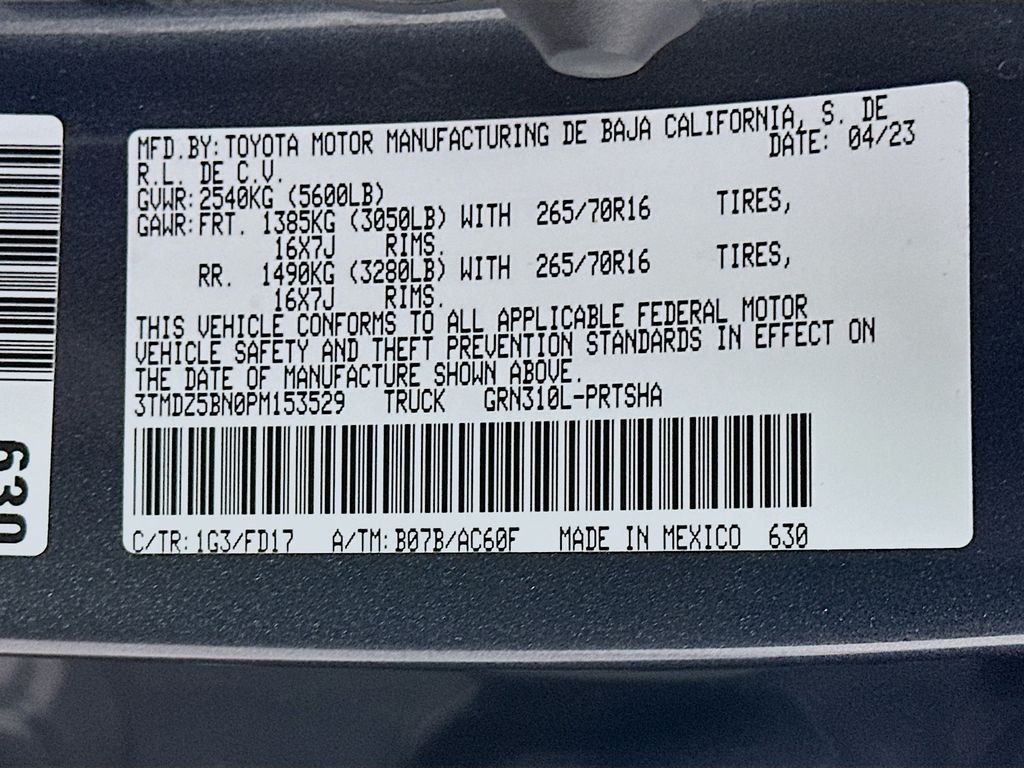 MFD.BY:TOYOTA MOTOR MANUFACTURING DE BAJA CALIFORNIA, S. DE
R.L. DE C.V. DATE: 04/23
GVWR:2540KG (5600LB)
GAWR:FRT. 1385KG (3050LB) WITH 265/70R16 TIRES,
16X7J RIMS.
RR. 1490KG (3280LB) WITH 265/70R16 TIRES,
16X7J RIMS.
THIS VEHICLE CONFORMS TO ALL APPLICABLE FEDERAL MOTOR
VEHICLE SAFETY AND THEFT PREVENTION STANDARDS IN EFFECT ON
THE DATE OF MANUFACTURE SHOWN ABOVE.
3TMDZ5BN0PM153529 TRUCK GRN310L-PRTSHA
C/TR:1G3/FD17 A/TM:B07B/AC60F MADE IN MEXICO 630
630